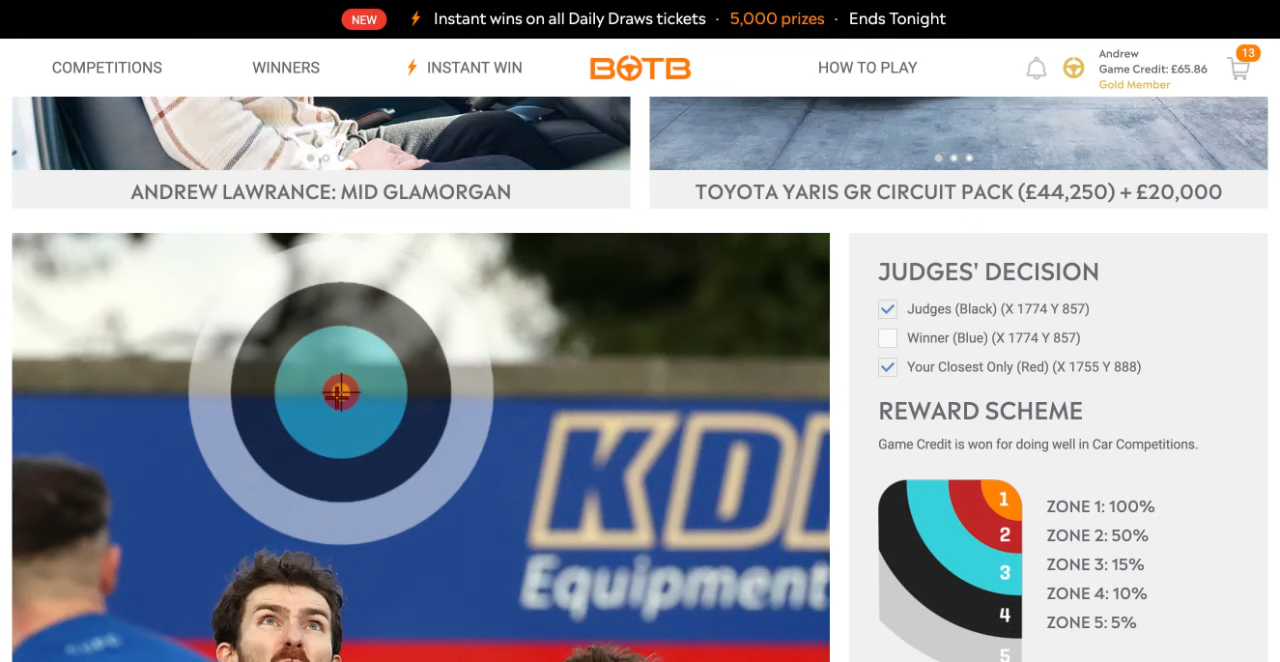 NEW Instant wins on all Daily Draws tickets · 5,000 prizes · Ends Tonight
COMPETITIONS WINNERS INSTANT WIN BOTB HOW TO PLAY
Andrew
Game Credit: £65.86
Gold Member
13
ANDREW LAWRANCE: MID GLAMORGAN
TOYOTA YARIS GR CIRCUIT PACK (£44,250) + £20,000
JUDGES' DECISION
Judges (Black) (X 1774 Y 857)
Winner (Blue) (X 1774 Y 857)
Your Closest Only (Red) (X 1755 Y 888)
REWARD SCHEME
Game Credit is won for doing well in Car Competitions.
1
2
3
4
5
ZONE 1: 100%
ZONE 2: 50%
ZONE 3: 15%
ZONE 4: 10%
ZONE 5: 5%
Equipment